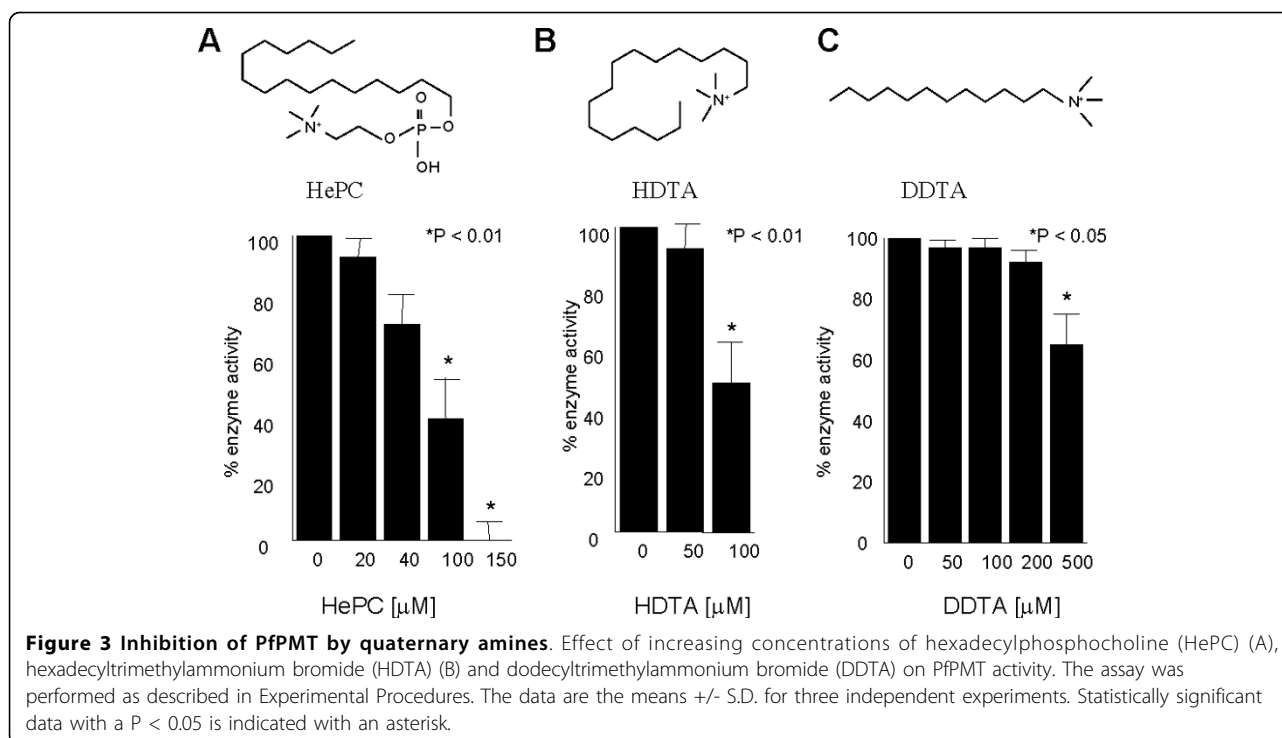 A
B
C
O
N+
O
P
O
OH
N+
N+
HePC
HDTA
DDTA
*P < 0.01
*P < 0.01
*P < 0.05
% enzyme activity
100
80
60
40
20
0
*
*
0 20 40 100 150
HePC [μM]
% enzyme activity
100
80
60
40
20
0
*
0 50 100
HDTA [μM]
% enzyme activity
100
80
60
40
20
0
*
0 50 100 200 500
DDTA [μM]
Figure 3 Inhibition of PfPMT by quaternary amines. Effect of increasing concentrations of hexadecylphosphocholine (HePC) (A),
hexadecyltrimethylammonium bromide (HDTA) (B) and dodecyltrimethylammonium bromide (DDTA) on PfPMT activity. The assay was
performed as described in Experimental Procedures. The data are the means +/- S.D. for three independent experiments. Statistically significant
data with a P < 0.05 is indicated with an asterisk.